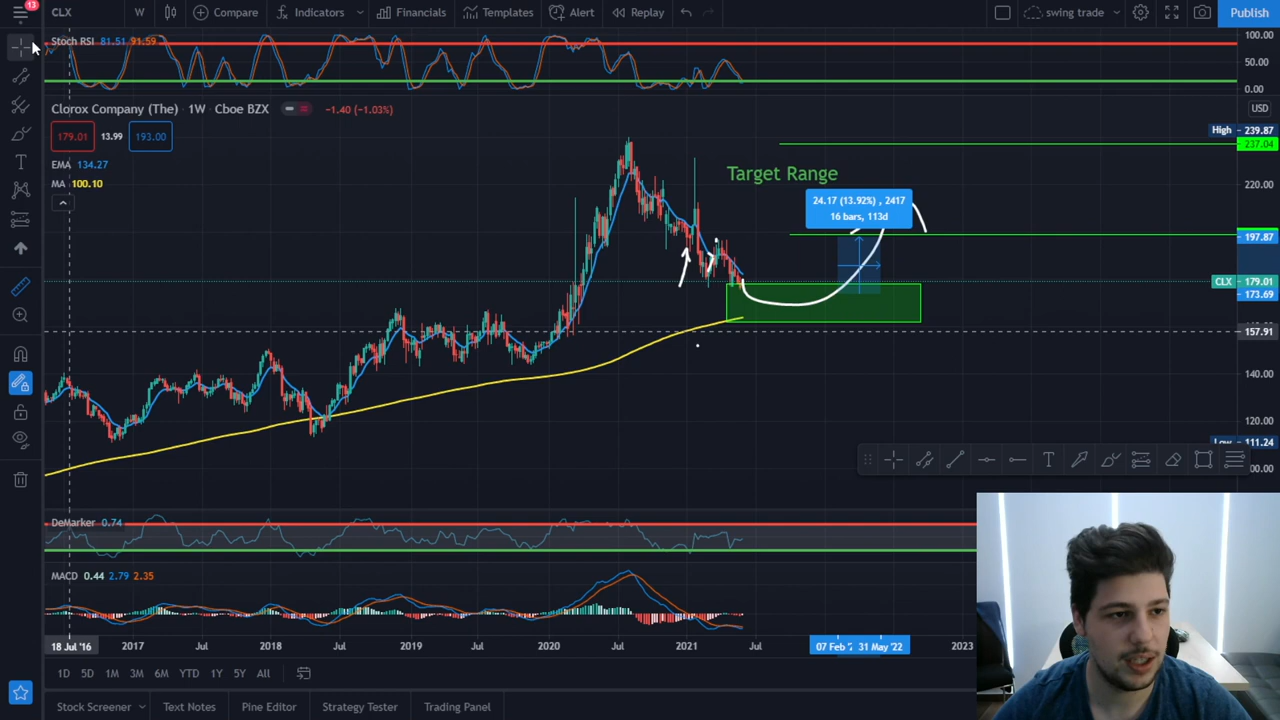 13
CLX W Compare Indicators Financials Templates Alert Replay swing trade Publish
Stoch RSI 81.51 91.59
100.00
50.00
0.00
Clorox Company (The) · 1W · Cboe BZX −1.40 (−1.03%)
USD
179.01 13.99 193.00
High 239.87
237.04
EMA 134.27
MA 100.10
Target Range
220.00
24.17 (13.92%) , 2417
16 bars, 113d
197.87
CLX 179.01
173.69
157.91
140.00
120.00
Low 111.24
T
DeMarker 0.74
MACD 0.44 2.79 2.35
18 Jul '16 2017 Jul 2018 Jul 2019 Jul 2020 Jul 2021 Jul 07 Feb '2 31 May '22 2023
1D 5D 1M 3M 6M YTD 1Y 5Y All
Stock Screener Text Notes Pine Editor Strategy Tester Trading Panel